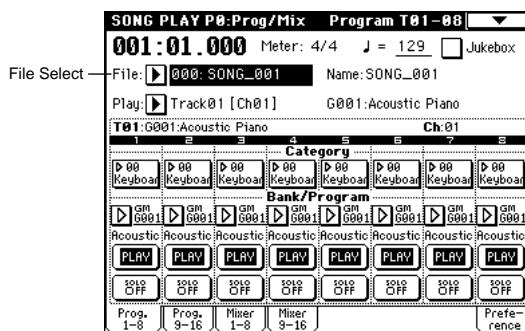 SONG PLAY P0:Prog/Mix Program T01-08
001:01.000 Meter: 4/4 ♩ = 129 Jukebox
File Select
File: 000: SONG_001 Name: SONG_001
Play: Track01 [Ch01] G001:Acoustic Piano
T01:G001:Acoustic Piano Ch:01
1 2 3 4 5 6 7 8
Category
00 00 00 00 00 00 00 00
Keyboar Keyboar Keyboar Keyboar Keyboar Keyboar Keyboar Keyboar
Bank/Program
GM GM GM GM GM GM GM GM
G001 G001 G001 G001 G001 G001 G001 G001
Acoustic Acoustic Acoustic Acoustic Acoustic Acoustic Acoustic Acoustic
PLAY PLAY PLAY PLAY PLAY PLAY PLAY PLAY
SOLO SOLO SOLO SOLO SOLO SOLO SOLO SOLO
OFF OFF OFF OFF OFF OFF OFF OFF
Prog. Prog. Mixer Mixer Prefe-
1-8 9-16 1-8 9-16 rence